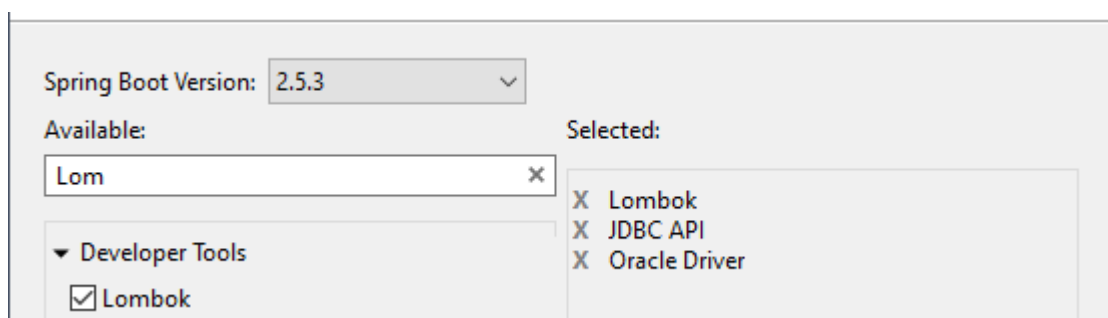 Spring Boot Version: 2.5.3
Available:
Selected:
Lom
X Lombok
X JDBC API
X Oracle Driver
Developer Tools
Lombok